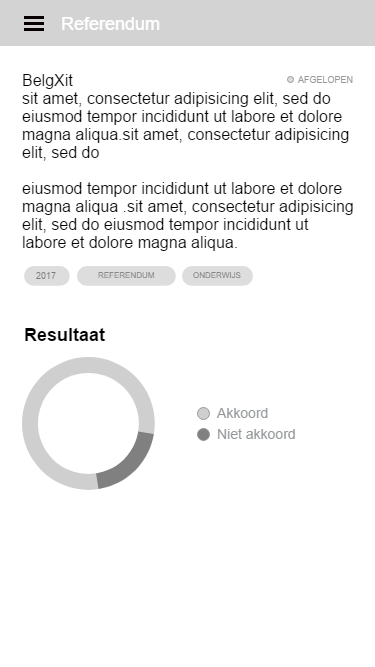 Referendum
BelgXit
AFGELOPEN
sit amet, consectetur adipisicing elit, sed do
eiusmod tempor incididunt ut labore et dolore
magna aliqua.sit amet, consectetur adipisicing
elit, sed do
eiusmod tempor incididunt ut labore et dolore
magna aliqua .sit amet, consectetur adipisicing
elit, sed do eiusmod tempor incididunt ut
labore et dolore magna aliqua.
2017 REFERENDUM ONDERWIJS
Resultaat
Akkoord
Niet akkoord